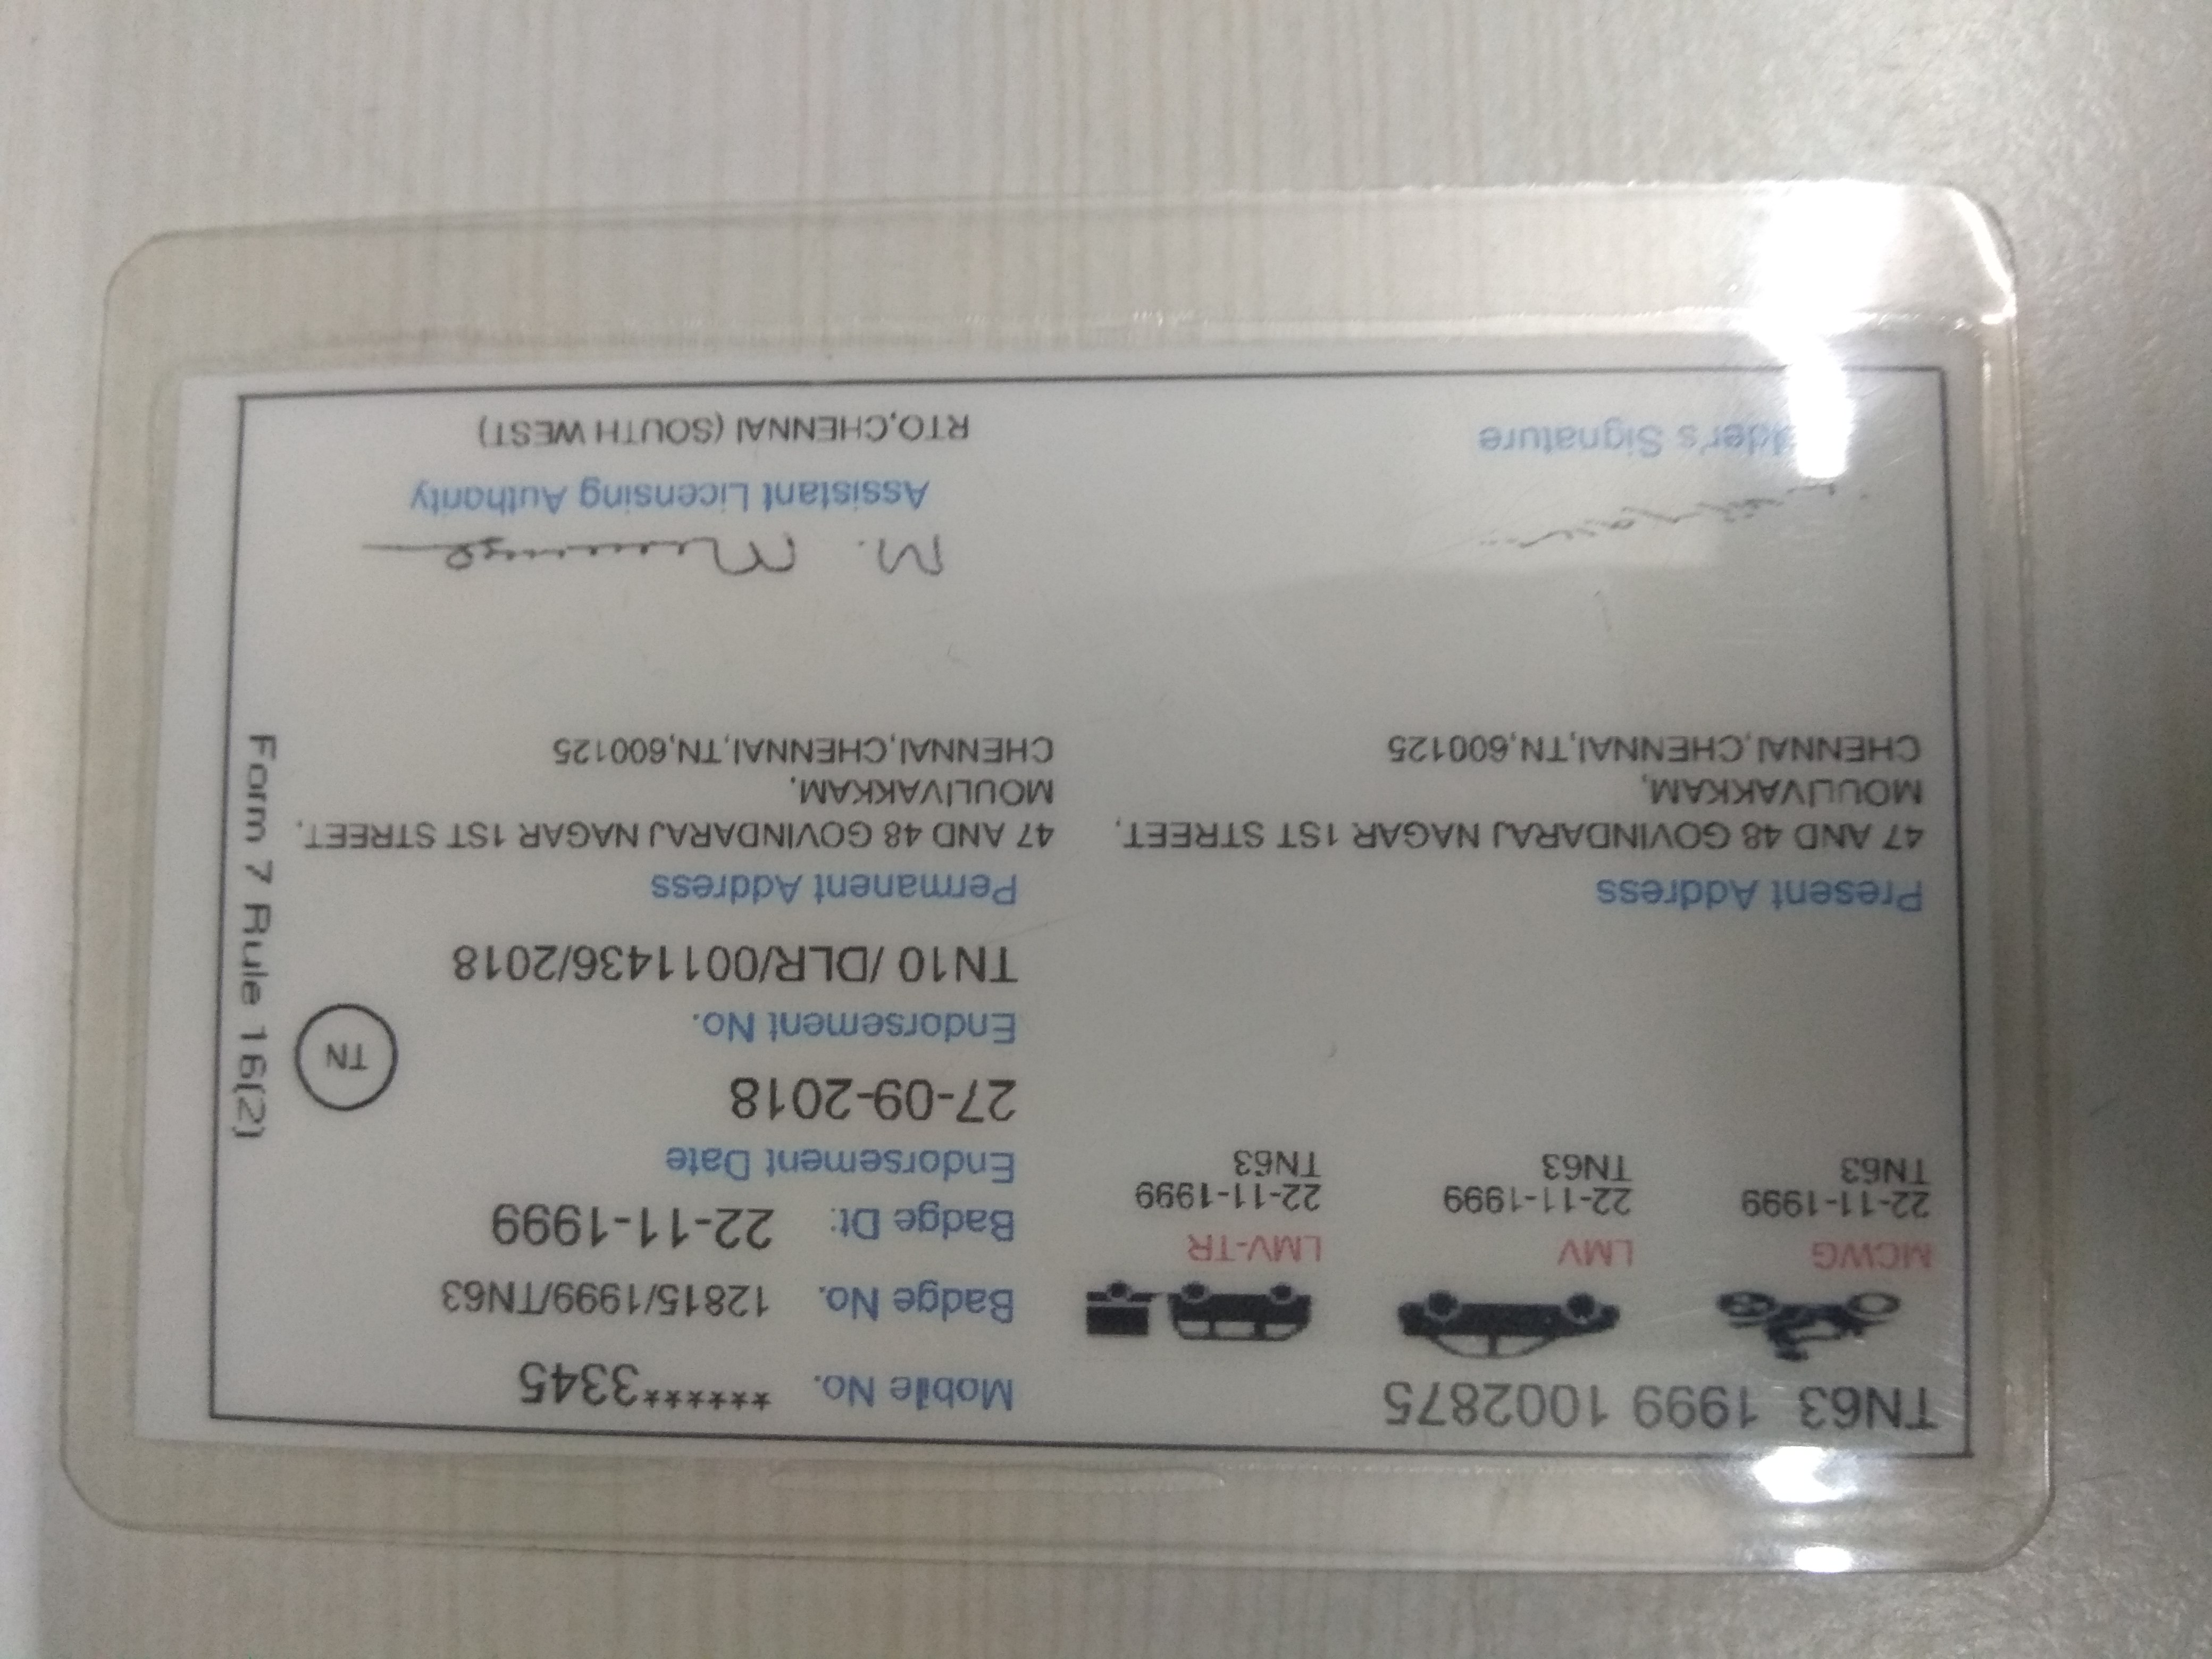 TN63 1999 1002875
MCWG
22-11-1999
TN63
LMV
22-11-1999
TN63
LMV-TR
22-11-1999
TN63
Mobile No. ******3345
Badge No. 12815/1999/TN63
Badge Dt: 22-11-1999
Endorsement Date
27-09-2018
Endorsement No.
TN10 /DLR/0011436/2018
TN
Present Address
47 AND 48 GOVINDARAJ NAGAR 1ST STREET,
MOULIVAKKAM,
CHENNAI,CHENNAI,TN,600125
Permanent Address
47 AND 48 GOVINDARAJ NAGAR 1ST STREET,
MOULIVAKKAM,
CHENNAI,CHENNAI,TN,600125
Signature
M.
Assistant Licensing Authority
RTO,CHENNAI (SOUTH WEST)
Form 7 Rule 16(2)